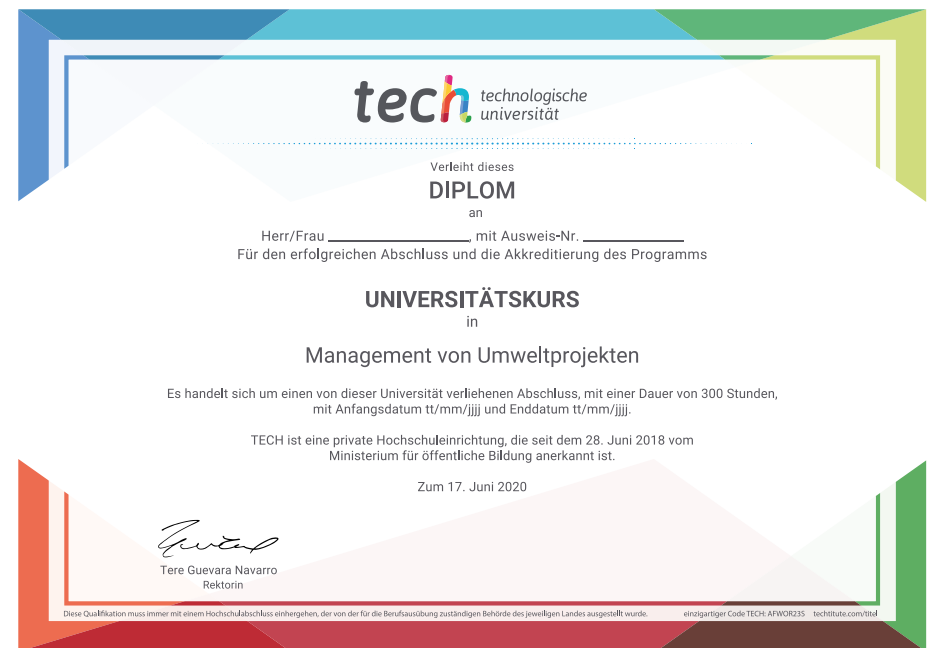 tech technologische
universität
Verleiht dieses
DIPLOM
an
Herr/Frau ____________________, mit Ausweis-Nr. ______________
Für den erfolgreichen Abschluss und die Akkreditierung des Programms
UNIVERSITÄTSKURS
in
Management von Umweltprojekten
Es handelt sich um einen von dieser Universität verliehenen Abschluss, mit einer Dauer von 300 Stunden,
mit Anfangsdatum tt/mm/jjjj und Enddatum tt/mm/jjjj.
TECH ist eine private Hochschuleinrichtung, die seit dem 28. Juni 2018 vom
Ministerium für öffentliche Bildung anerkannt ist.
Zum 17. Juni 2020
Tere Guevara Navarro
Rektorin
Diese Qualifikation muss immer mit einem Hochschulabschluss einhergehen, der von der für die Berufsausübung zuständigen Behörde des jeweiligen Landes ausgestellt wurde. einzigartiger Code TECH: AFWOR23S techtitute.com/titel